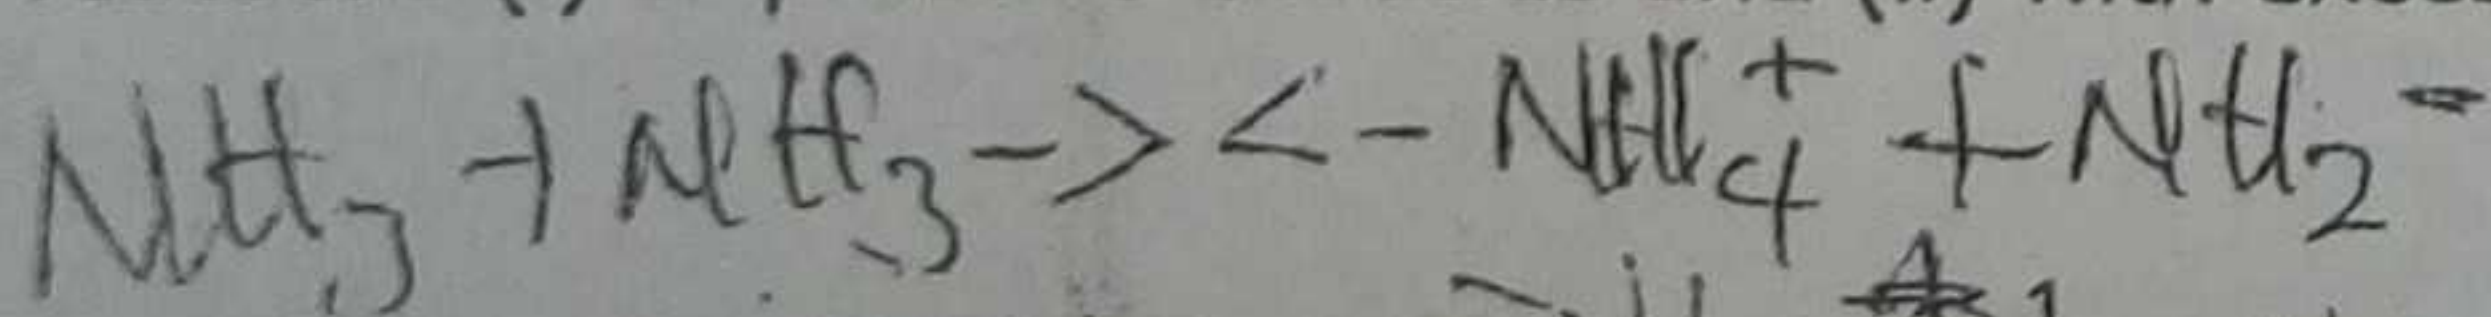 NH₃ + NH₃ -> <- NH₄⁺ + NH₂⁻